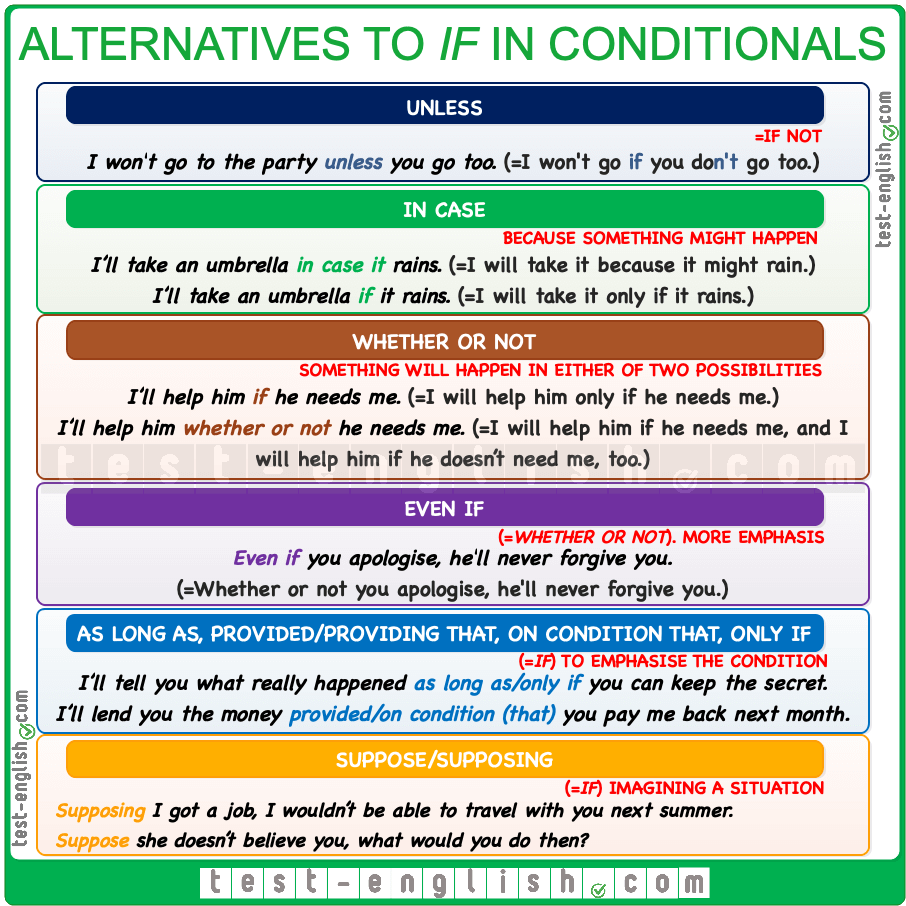 ALTERNATIVES TO IF IN CONDITIONALS
UNLESS
=IF NOT
I won't go to the party unless you go too. (=I won't go if you don't go too.)
test-english.com
IN CASE
BECAUSE SOMETHING MIGHT HAPPEN
I'll take an umbrella in case it rains. (=I will take it because it might rain.)
I'll take an umbrella if it rains. (=I will take it only if it rains.)
WHETHER OR NOT
SOMETHING WILL HAPPEN IN EITHER OF TWO POSSIBILITIES
I'll help him if he needs me. (=I will help him only if he needs me.)
I'll help him whether or not he needs me. (=I will help him if he needs me, and I
will help him if he doesn't need me, too.)
test-english.com
EVEN IF
(=WHETHER OR NOT). MORE EMPHASIS
Even if you apologise, he'll never forgive you.
(=Whether or not you apologise, he'll never forgive you.)
AS LONG AS, PROVIDED/PROVIDING THAT, ON CONDITION THAT, ONLY IF
(=IF) TO EMPHASISE THE CONDITION
I'll tell you what really happened as long as/only if you can keep the secret.
I'll lend you the money provided/on condition (that) you pay me back next month.
test-english.com
SUPPOSE/SUPPOSING
(=IF) IMAGINING A SITUATION
Supposing I got a job, I wouldn't be able to travel with you next summer.
Suppose she doesn't believe you, what would you do then?
test-english.com